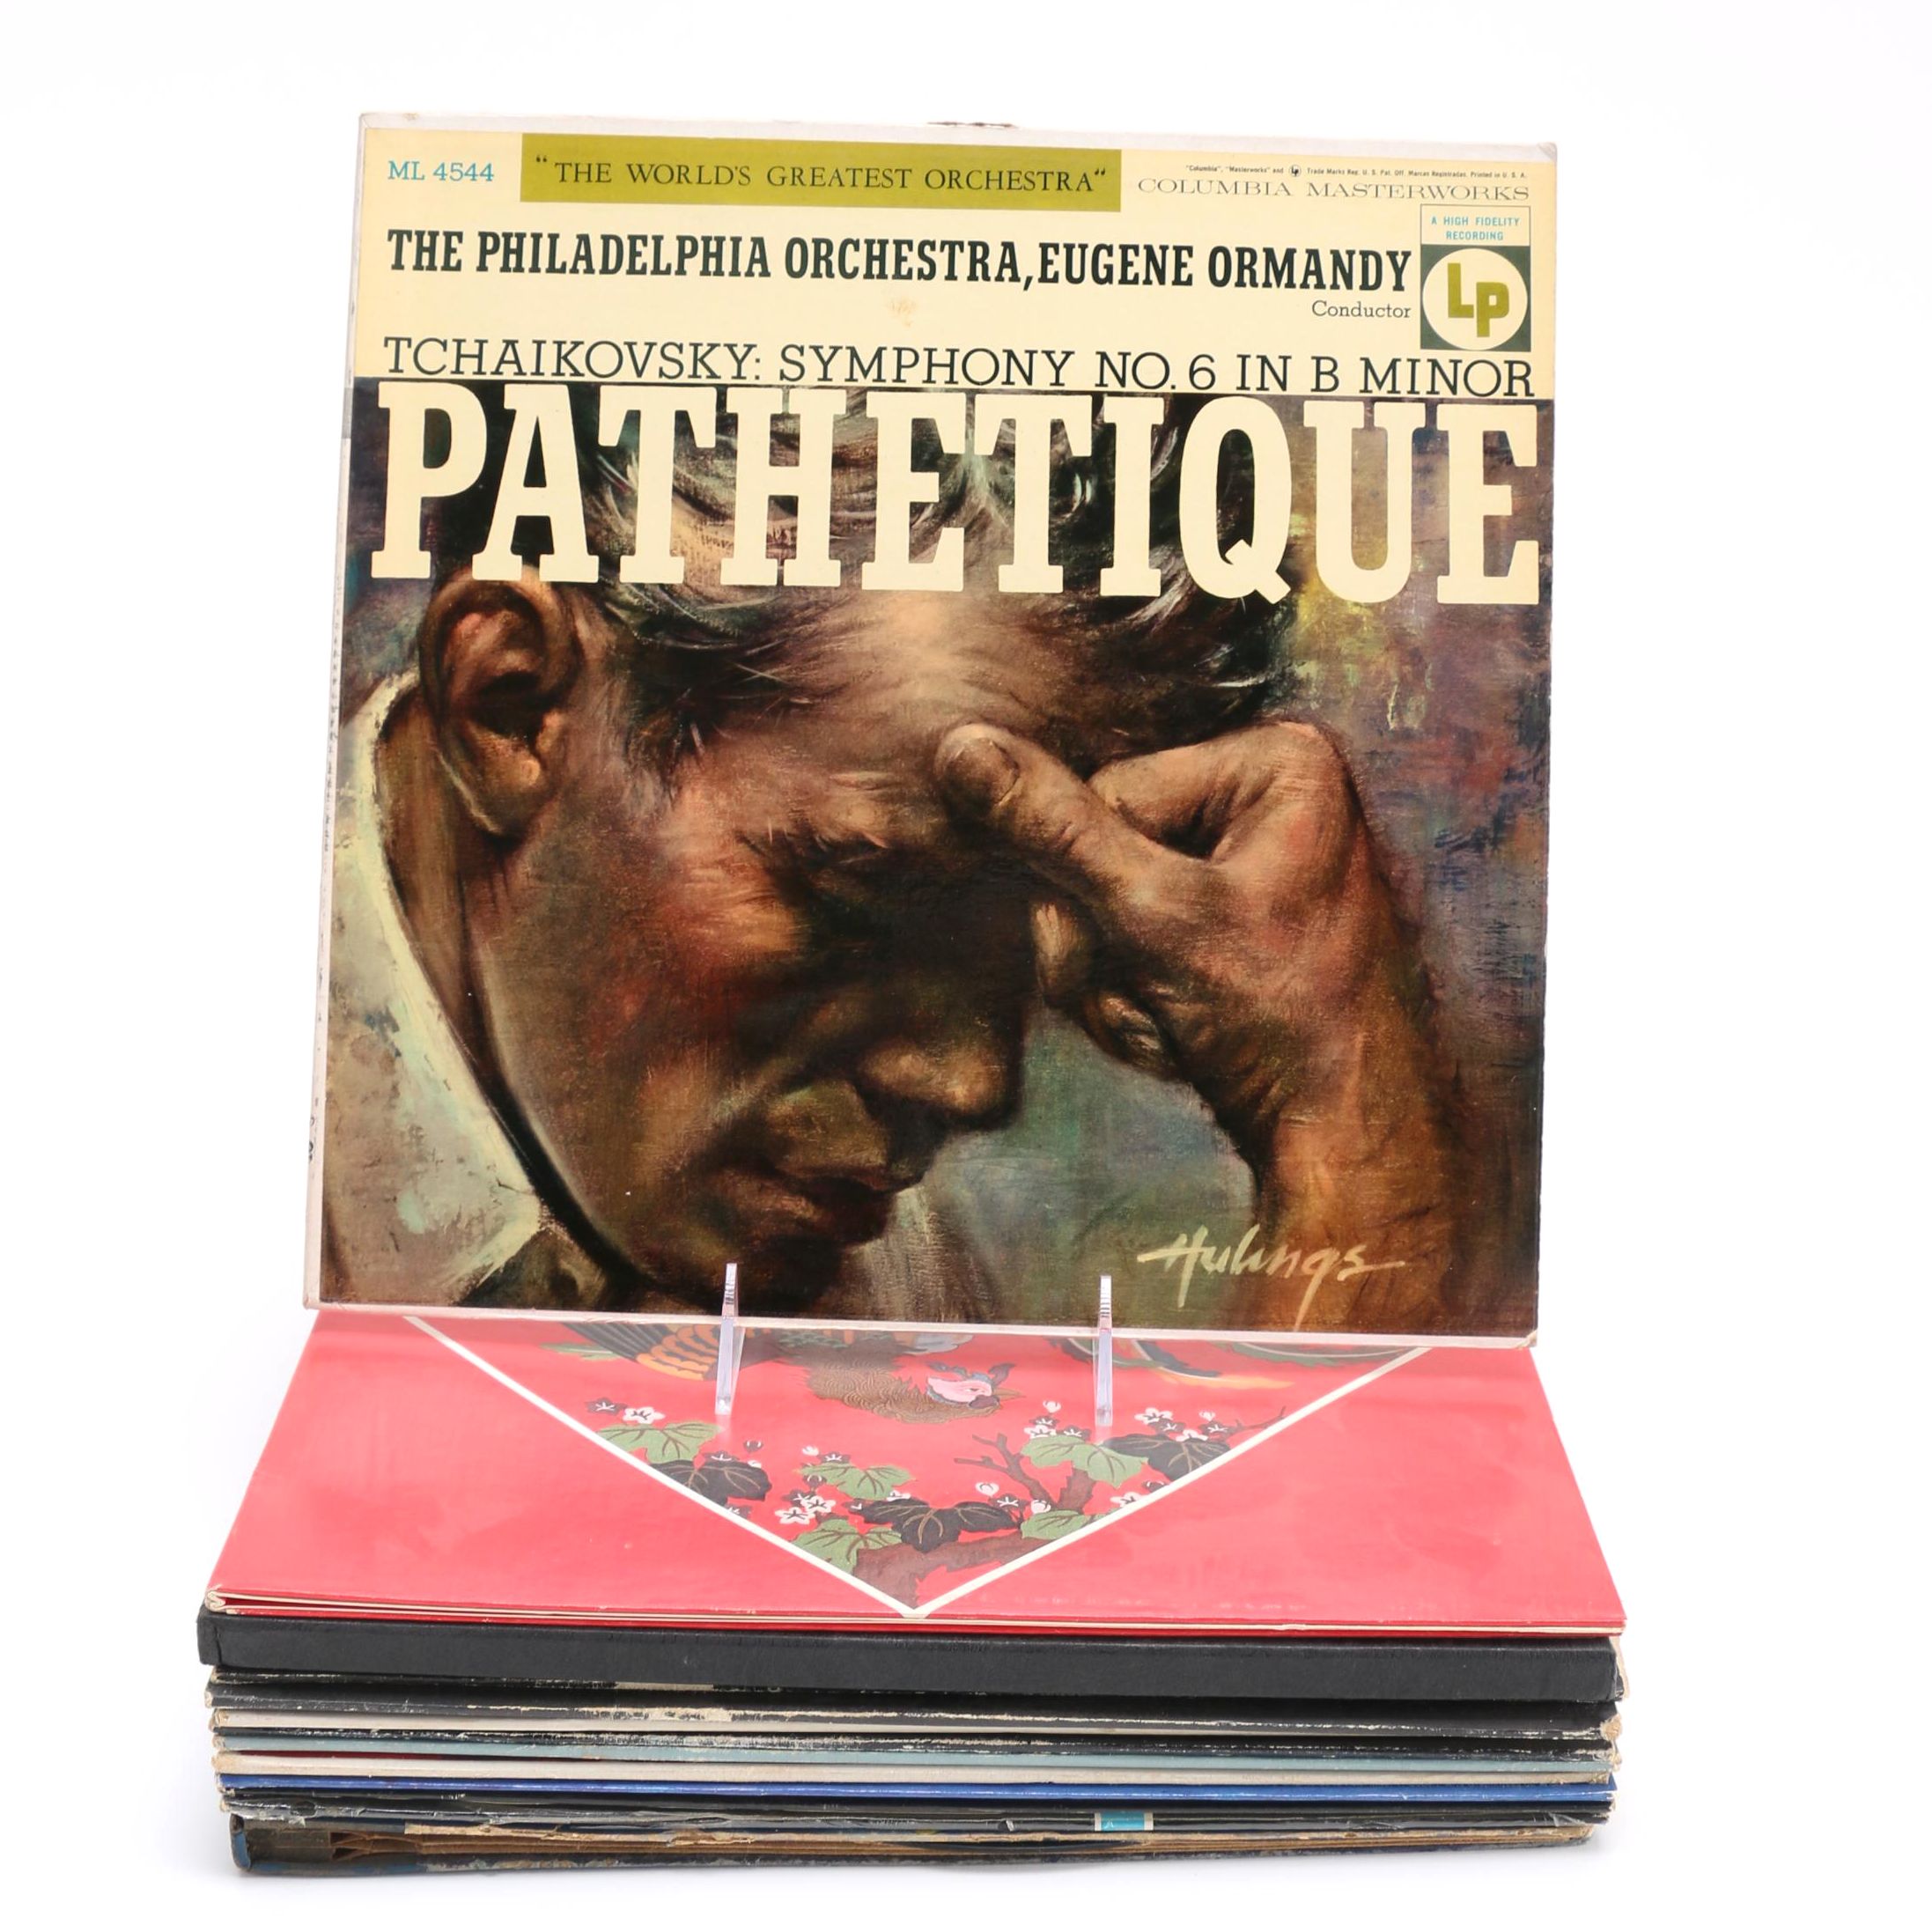 ML 4544
“THE WORLD'S GREATEST ORCHESTRA“
"Columbia", "Masterworks" and LP Trade Marks Reg. U. S. Pat. Off. Marcas Registradas. Printed in U. S. A.
COLUMBIA MASTERWORKS
A HIGH FIDELITY
RECORDING
LP
THE PHILADELPHIA ORCHESTRA, EUGENE ORMANDY
Conductor
TCHAIKOVSKY: SYMPHONY NO. 6 IN B MINOR
PATHETIQUE
Hulings